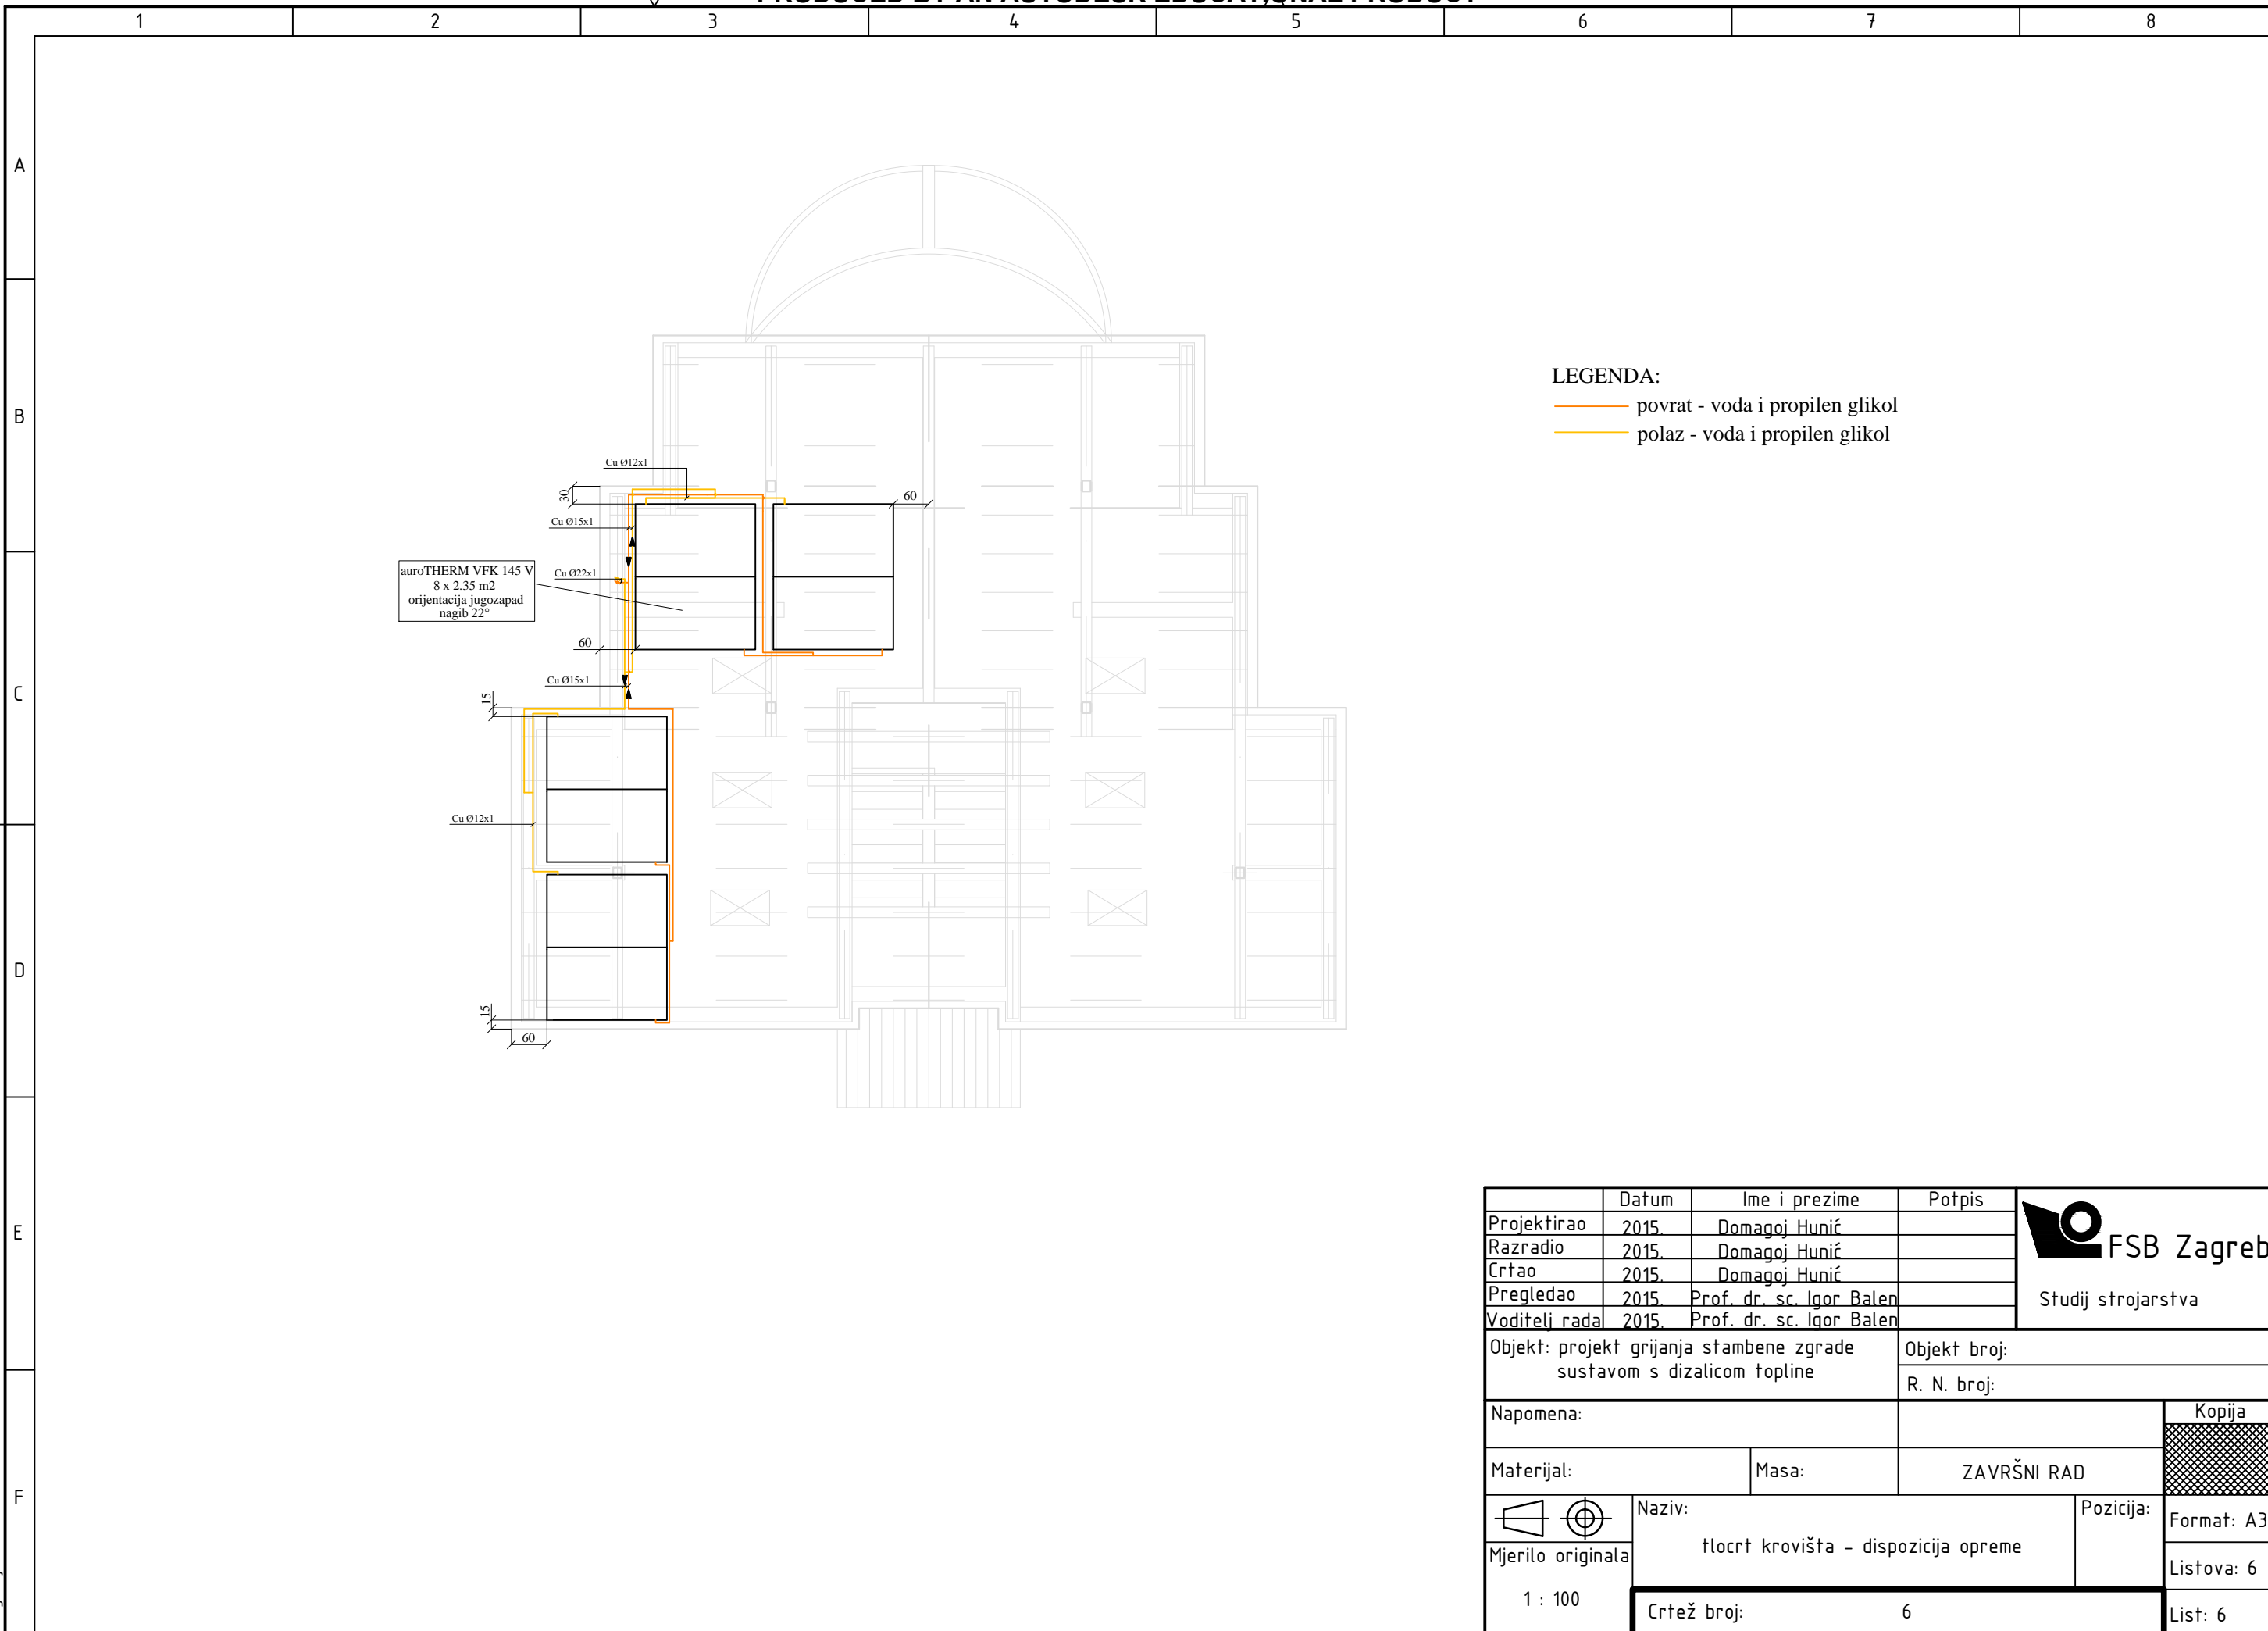 PRODUCED BY AN AUTODESK EDUCATIONAL PRODUCT
1 2 3 4 5 6 7 8
A
B
C
D
E
F
LEGENDA:
povrat - voda i propilen glikol
polaz - voda i propilen glikol
Cu Ø12x1
30
60
Cu Ø15x1
auroTHERM VFK 145 V
8 x 2.35 m2
orijentacija jugozapad
nagib 22°
Cu Ø22x1
60
Cu Ø15x1
15
Cu Ø12x1
15
60
Datum Ime i prezime Potpis
Projektirao 2015. Domagoj Hunić
Razradio 2015. Domagoj Hunić
Crtao 2015. Domagoj Hunić
Pregledao 2015. Prof. dr. sc. Igor Balen
Voditelj rada 2015. Prof. dr. sc. Igor Balen
FSB Zagreb
Studij strojarstva
Objekt: projekt grijanja stambene zgrade
sustavom s dizalicom topline
Objekt broj:
R. N. broj:
Napomena:
Kopija
Materijal: Masa: ZAVRŠNI RAD
Naziv:
tlocrt krovišta - dispozicija opreme
Pozicija:
Format: A3
Mjerilo originala
1 : 100
Listova: 6
Crtež broj: 6
List: 6